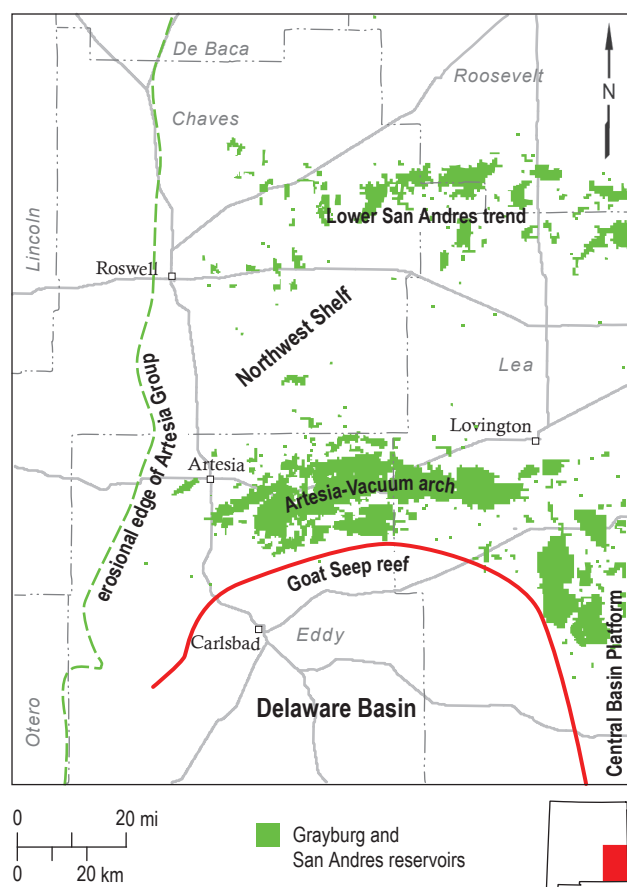 De Baca
Roosevelt
N
Chaves
Lower San Andres trend
Lincoln
Roswell
Northwest Shelf
Lea
erosional edge of Artesia Group
Lovington
Artesia
Artesia-Vacuum arch
Goat Seep reef
Carlsbad
Eddy
Central Basin Platform
Otero
Delaware Basin
0 20 mi
0 20 km
Grayburg and
San Andres reservoirs